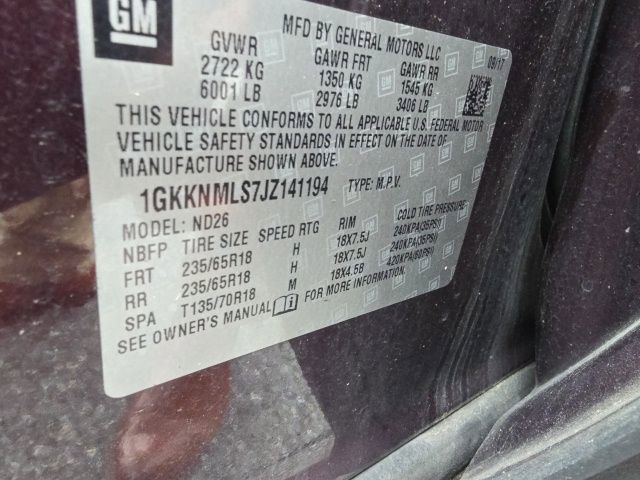 GM
MFD BY GENERAL MOTORS LLC
GVWR GAWR FRT GAWR RR 09/17
2722 KG 1350 KG 1545 KG
6001 LB 2976 LB 3406 LB
THIS VEHICLE CONFORMS TO ALL APPLICABLE U.S. FEDERAL MOTOR
VEHICLE SAFETY STANDARDS IN EFFECT ON THE DATE OF
MANUFACTURE SHOWN ABOVE.
1GKKNMLS7JZ141194 TYPE: M.P.V.
MODEL: ND26
NBFP TIRE SIZE SPEED RTG RIM COLD TIRE PRESSURE
FRT 235/65R18 H 18X7.5J 240KPA(35PSI)
RR 235/65R18 H 18X7.5J 240KPA(35PSI)
SPA T135/70R18 M 18X4.5B 420KPA(60PSI)
SEE OWNER'S MANUAL FOR MORE INFORMATION.